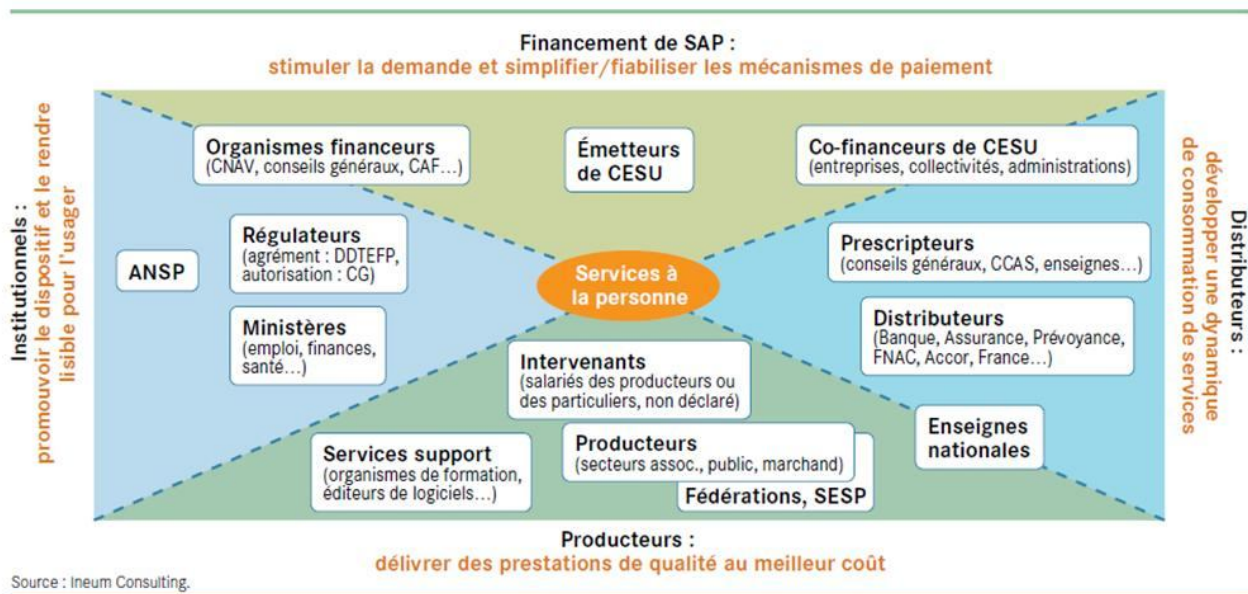 Financement de SAP :
stimuler la demande et simplifier/fiabiliser les mécanismes de paiement
Institutionnels :
promouvoir le dispositif et le rendre
lisible pour l'usager
Organismes financeurs
(CNAV, conseils généraux, CAF...)
Émetteurs
de CESU
Co-financeurs de CESU
(entreprises, collectivités, administrations)
ANSP
Régulateurs
(agrément : DDTEFP,
autorisation : CG)
Ministères
(emploi, finances,
santé...)
Services à
la personne
Prescripteurs
(conseils généraux, CCAS, enseignes...)
Distributeurs
(Banque, Assurance, Prévoyance,
FNAC, Accor, France...)
Enseignes
nationales
Intervenants
(salariés des producteurs ou
des particuliers, non déclaré)
Services support
(organismes de formation,
éditeurs de logiciels...)
Producteurs
(secteurs assoc., public, marchand)
Fédérations, SESP
Distributeurs :
développer une dynamique
de consommation de services
Producteurs :
délivrer des prestations de qualité au meilleur coût
Source : Ineum Consulting.